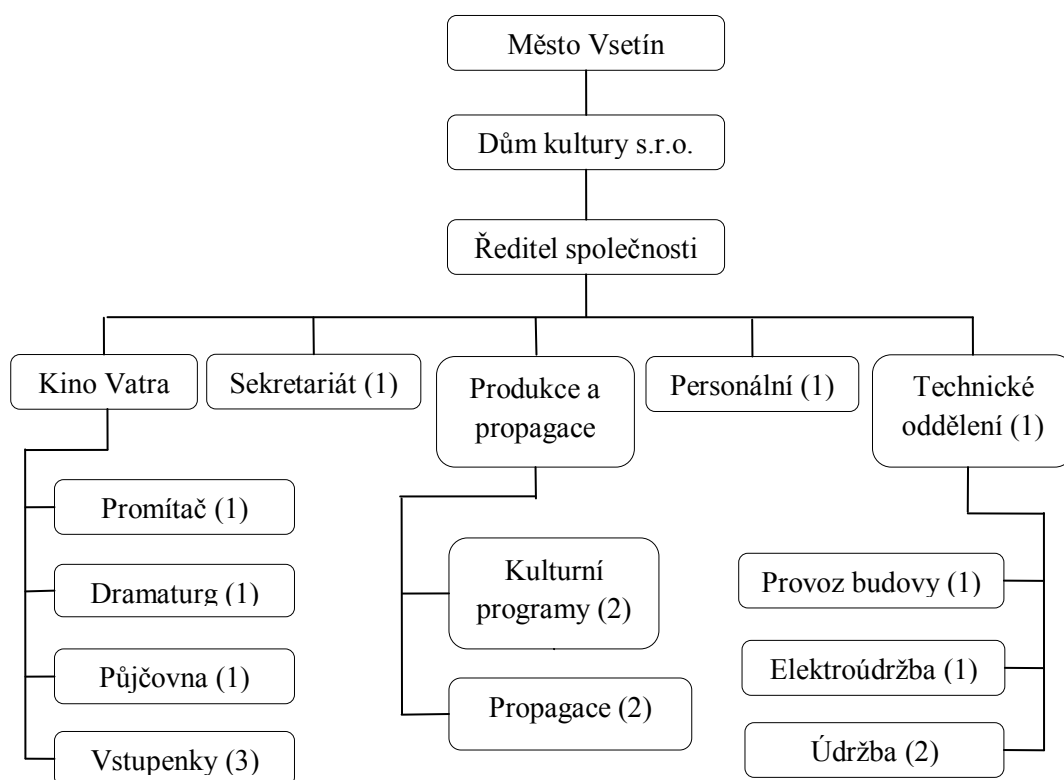 Město Vsetín
Dům kultury s.r.o.
Ředitel společnosti
Kino Vatra
Sekretariát (1)
Produkce a
propagace
Personální (1)
Technické
oddělení (1)
Promítač (1)
Dramaturg (1)
Půjčovna (1)
Vstupenky (3)
Kulturní
programy (2)
Propagace (2)
Provoz budovy (1)
Elektroúdržba (1)
Údržba (2)